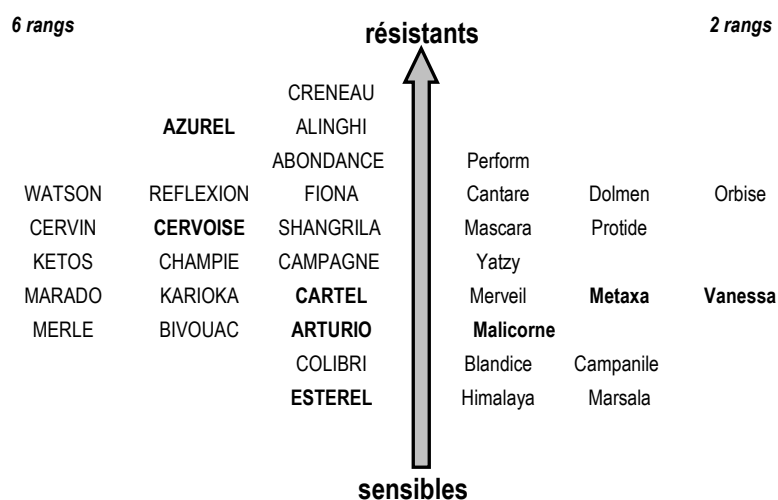 6 rangs résistants 2 rangs
CRENEAU
AZUREL ALINGHI
ABONDANCE Perform
WATSON REFLEXION FIONA Cantare Dolmen Orbise
CERVIN CERVOISE SHANGRILA Mascara Protide
KETOS CHAMPIE CAMPAGNE Yatzy
MARADO KARIOKA CARTEL Merveil Metaxa Vanessa
MERLE BIVOUAC ARTURIO Malicorne
COLIBRI Blandice Campanile
ESTEREL Himalaya Marsala
sensibles